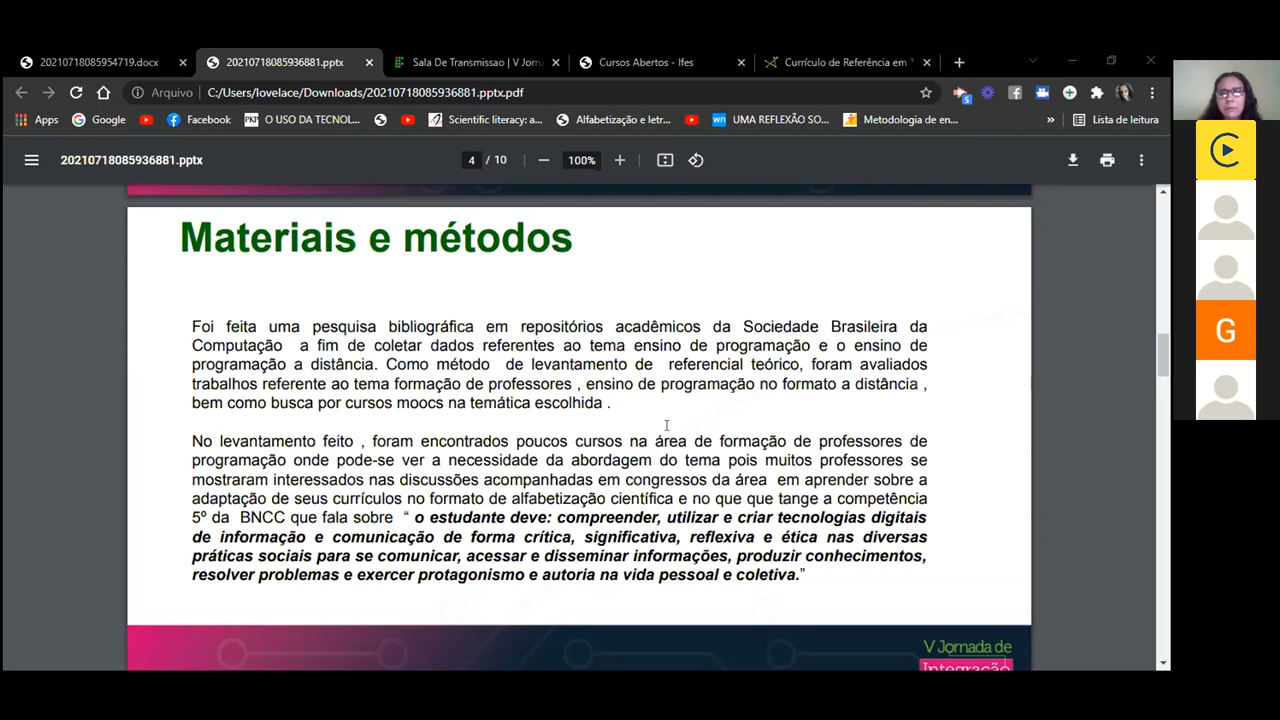 20210718085954719.docx
20210718085936881.pptx
Sala De Transmissao | V Jorn
Cursos Abertos - Ifes
Currículo de Referência em
Arquivo
C:/Users/lovelace/Downloads/20210718085936881.pptx.pdf
5
Apps
Google
Facebook
PKP
O USO DA TECNOL...
Scientific literacy: a...
Alfabetização e letr...
wn
UMA REFLEXÃO SO...
Metodologia de en...
»
Lista de leitura
20210718085936881.pptx
4 / 10
100%
Materiais e métodos
Foi feita uma pesquisa bibliográfica em repositórios acadêmicos da Sociedade Brasileira da
Computação a fim de coletar dados referentes ao tema ensino de programação e o ensino de
programação a distância. Como método de levantamento de referencial teórico, foram avaliados
trabalhos referente ao tema formação de professores , ensino de programação no formato a distância ,
bem como busca por cursos moocs na temática escolhida .
No levantamento feito , foram encontrados poucos cursos na área de formação de professores de
programação onde pode-se ver a necessidade da abordagem do tema pois muitos professores se
mostraram interessados nas discussões acompanhadas em congressos da área em aprender sobre a
adaptação de seus currículos no formato de alfabetização científica e no que que tange a competência
5º da BNCC que fala sobre “ o estudante deve: compreender, utilizar e criar tecnologias digitais
de informação e comunicação de forma crítica, significativa, reflexiva e ética nas diversas
práticas sociais para se comunicar, acessar e disseminar informações, produzir conhecimentos,
resolver problemas e exercer protagonismo e autoria na vida pessoal e coletiva.”
V Jornada de
Integração
G